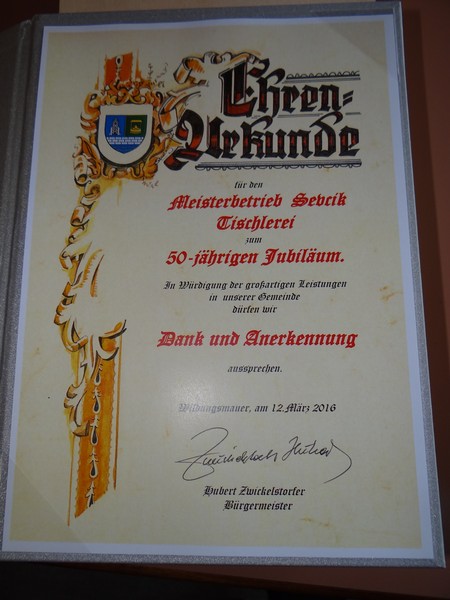 Ehren=
Urkunde
für den
Meisterbetrieb Sevcik
Tischlerei
zum
50-jährigen Jubiläum.
In Würdigung der großartigen Leistungen
in unserer Gemeinde
dürfen wir
Dank und Anerkennung
aussprechen.
Wildungsmauer, am 12.März 2016
Hubert Zwickelstorfer
Bürgermeister